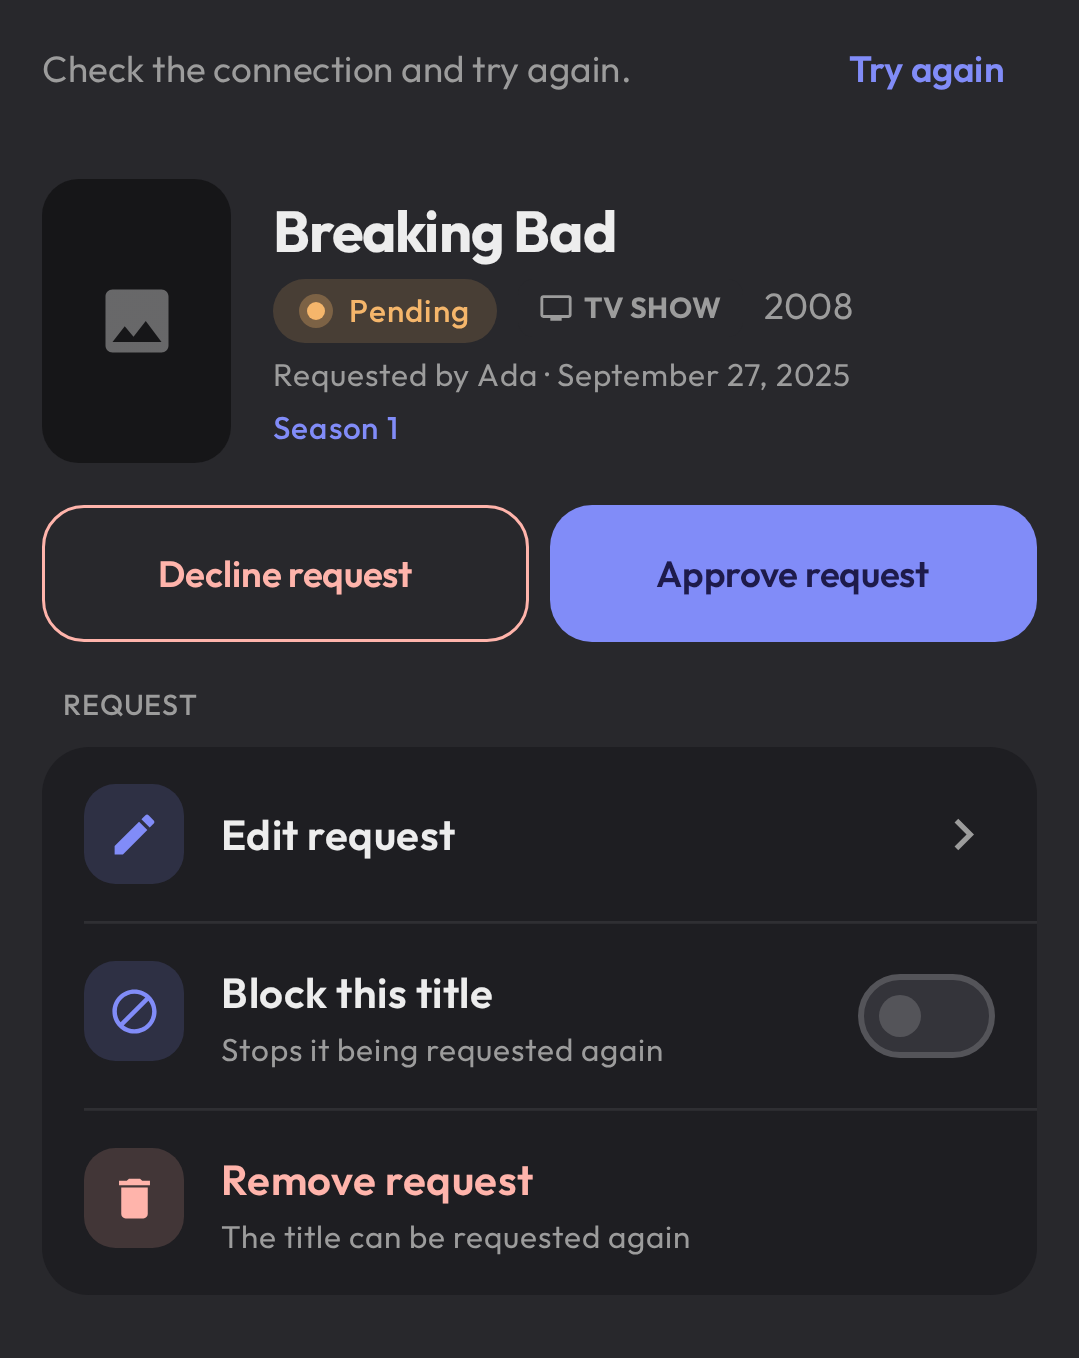 Check the connection and try again. Try again
Breaking Bad
Pending TV SHOW 2008
Requested by Ada · September 27, 2025
Season 1
Decline request Approve request
REQUEST
Edit request
Block this title
Stops it being requested again
Remove request
The title can be requested again